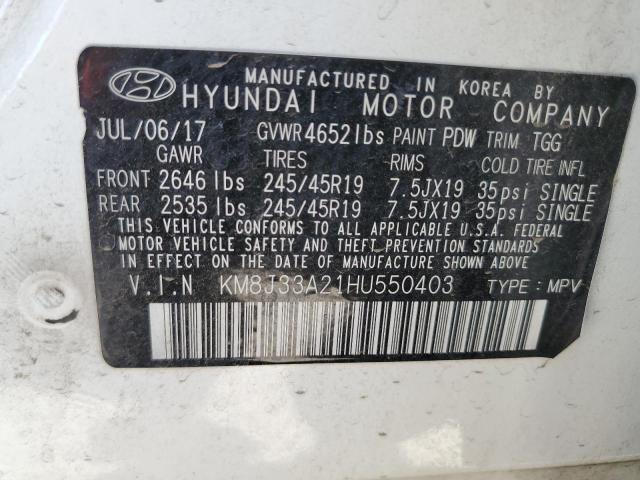 MANUFACTURED IN KOREA BY
HYUNDAI MOTOR COMPANY
JUL/06/17 GVWR4652lbs PAINT PDW TRIM TGG
GAWR TIRES RIMS COLD TIRE INFL
FRONT 2646 lbs 245/45R19 7.5JX19 35psi SINGLE
REAR 2535 lbs 245/45R19 7.5JX19 35psi SINGLE
THIS VEHICLE CONFORMS TO ALL APPLICABLE U.S.A. FEDERAL
MOTOR VEHICLE SAFETY AND THEFT PREVENTION STANDARDS
IN EFFECT ON THE DATE OF MANUFACTURE SHOWN ABOVE.
V.I.N KM8J33A21HU550403 TYPE : MPV